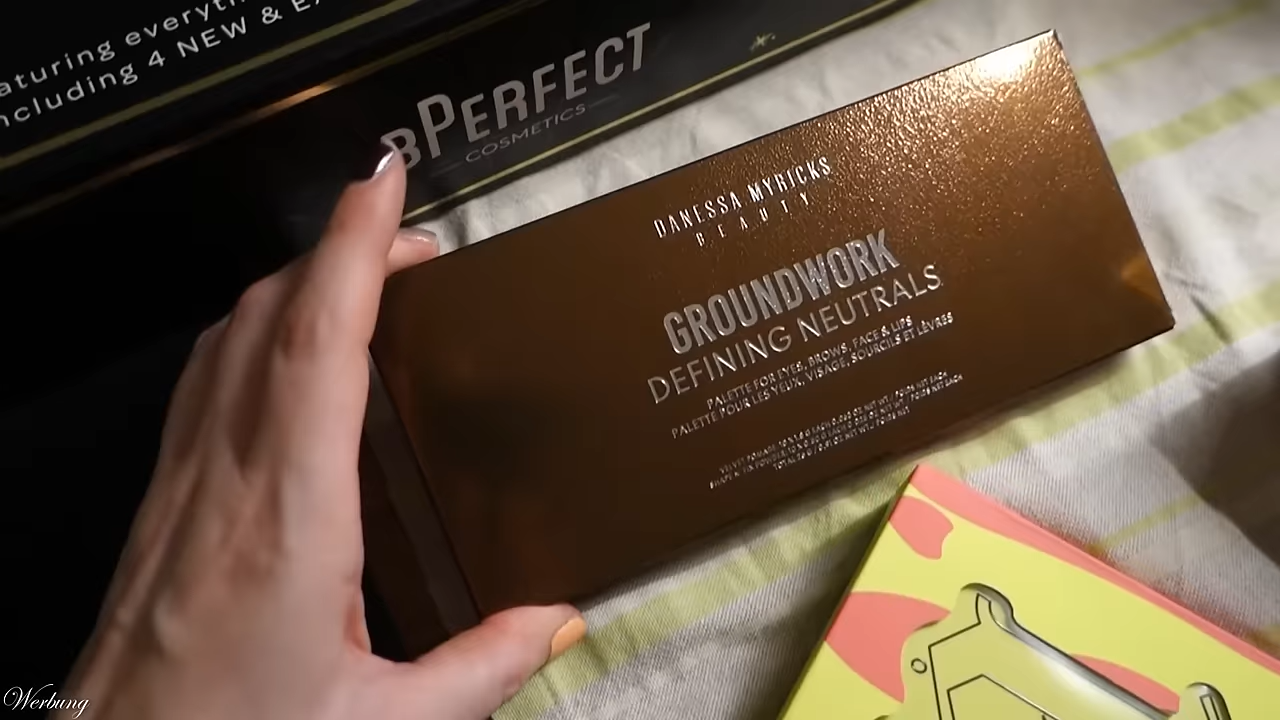 aturing everyth
ncluding 4 NEW & E
BPERFECT
COSMETICS
DANESSA MYRICKS
BEAUTY
GROUNDWORK
DEFINING NEUTRALS
PALETTE FOR EYES, BROWS, FACE & LIPS
PALETTE POUR LES YEUX, VISAGE, SOURCILS ET LÈVRES
Werbung